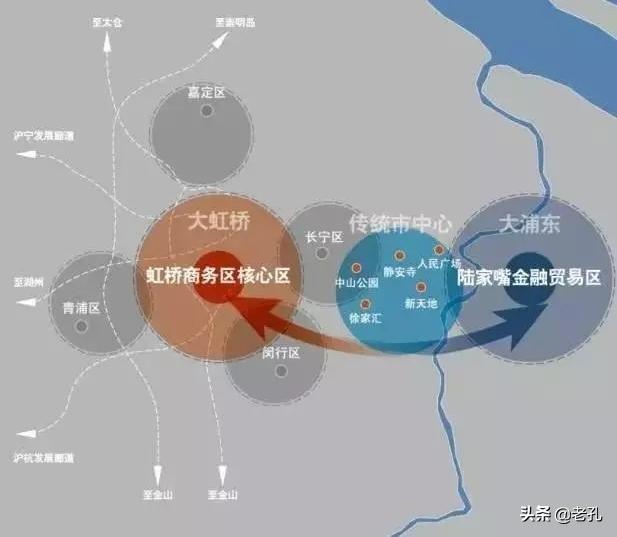 至太仓
至崇明岛
嘉定区
沪宁发展廊道
大虹桥
传统市中心
大浦东
长宁区
人民广场
静安寺
虹桥商务区核心区
中山公园
陆家嘴金融贸易区
至湖州
青浦区
新天地
徐家汇
闵行区
沪杭发展廊道
至金山
至金山
头条@老孔